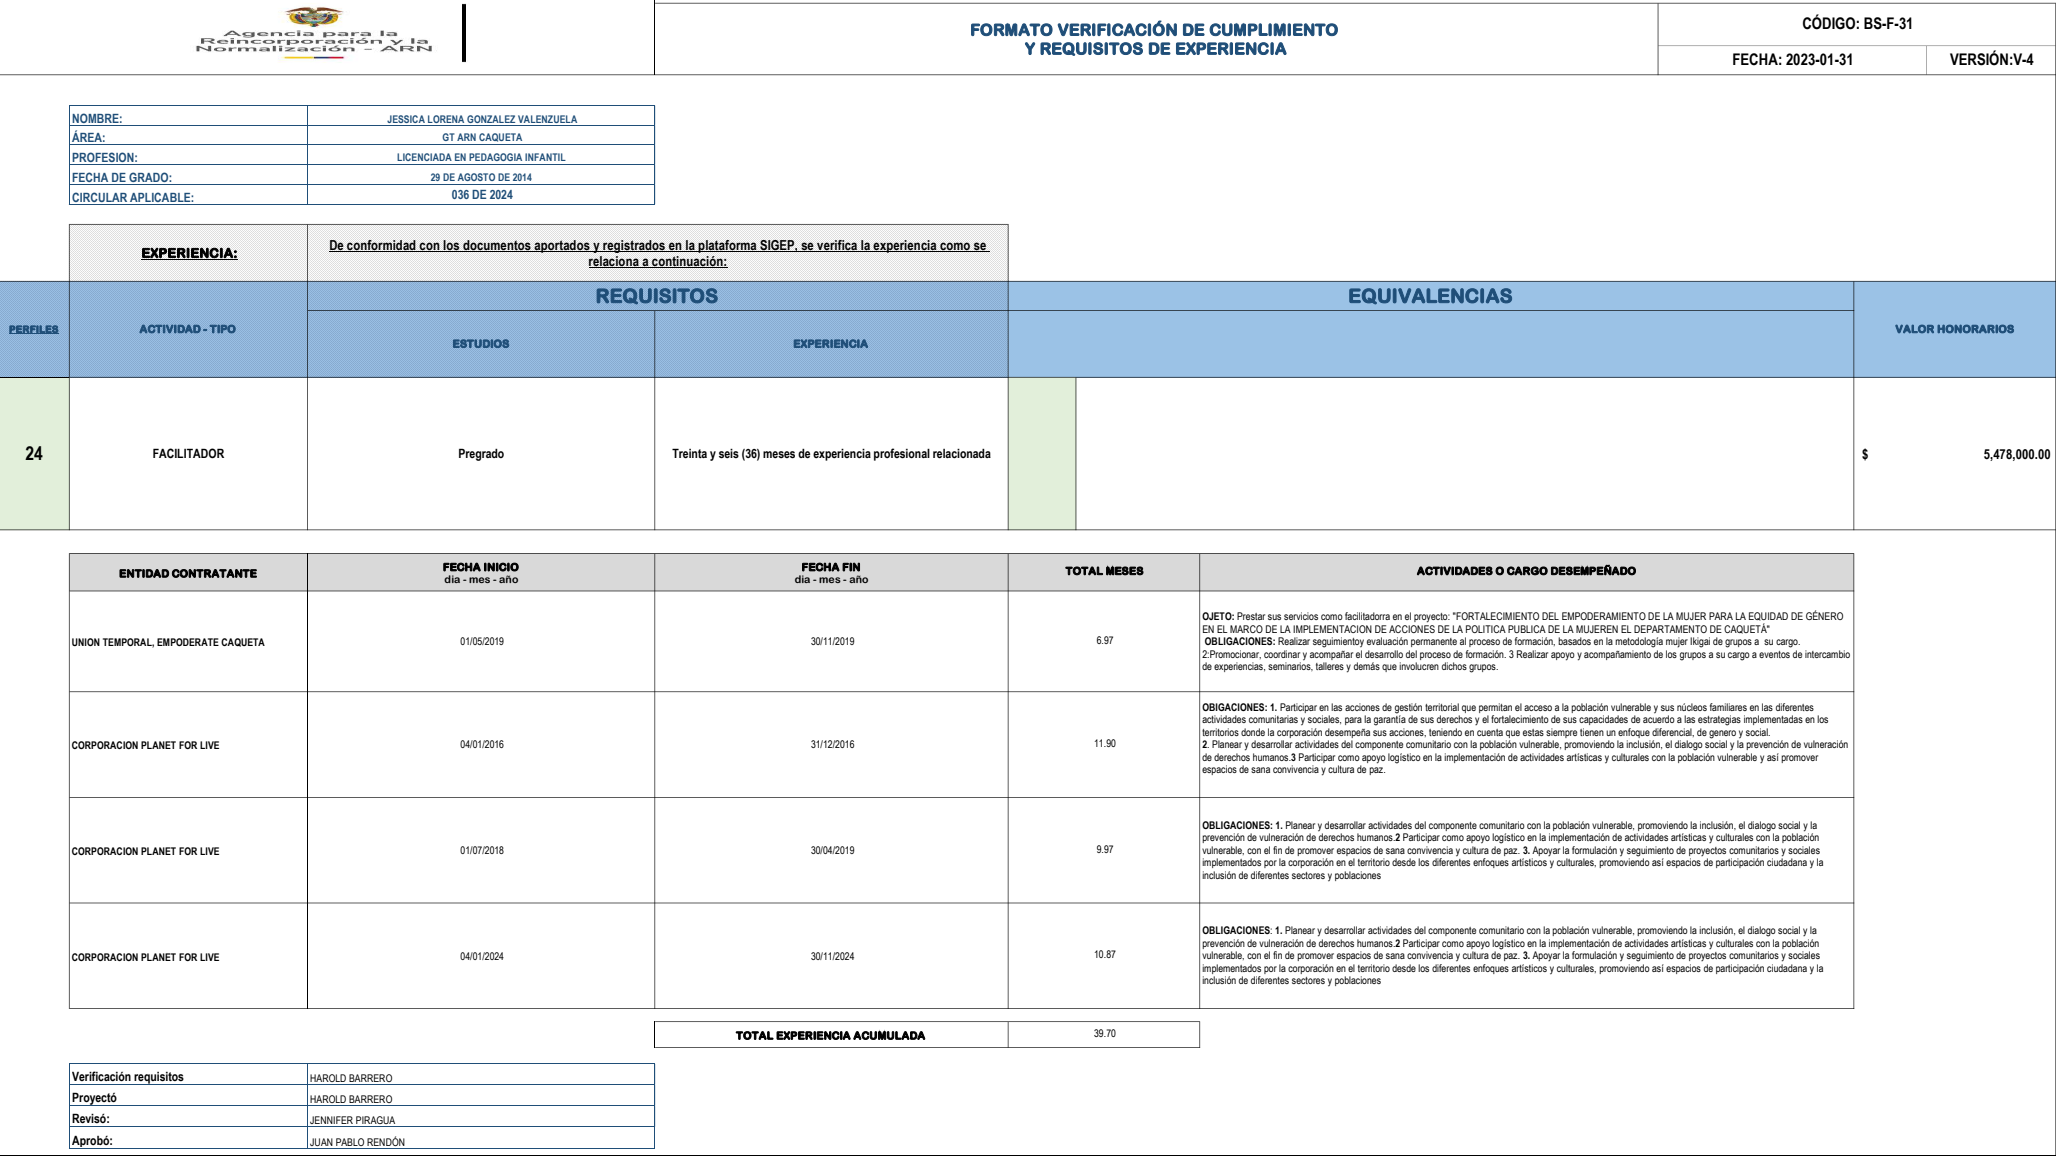 Agencia para la
Reincorporación y la
Normalización - ARN
FORMATO VERIFICACIÓN DE CUMPLIMIENTO
Y REQUISITOS DE EXPERIENCIA
CÓDIGO: BS-F-31
FECHA: 2023-01-31
VERSIÓN:V-4
NOMBRE:
JESSICA LORENA GONZALEZ VALENZUELA
ÁREA:
GT ARN CAQUETA
PROFESION:
LICENCIADA EN PEDAGOGIA INFANTIL
FECHA DE GRADO:
29 DE AGOSTO DE 2014
CIRCULAR APLICABLE:
036 DE 2024
EXPERIENCIA:
De conformidad con los documentos aportados y registrados en la plataforma SIGEP, se verifica la experiencia como se
relaciona a continuación:
PERFILES
ACTIVIDAD - TIPO
REQUISITOS
EQUIVALENCIAS
VALOR HONORARIOS
ESTUDIOS
EXPERIENCIA
24
FACILITADOR
Pregrado
Treinta y seis (36) meses de experiencia profesional relacionada
$ 5,478,000.00
ENTIDAD CONTRATANTE
FECHA INICIO
dia - mes - año
FECHA FIN
dia - mes - año
TOTAL MESES
ACTIVIDADES O CARGO DESEMPEÑADO
UNION TEMPORAL, EMPODERATE CAQUETA
01/05/2019
30/11/2019
6.97
OJETO: Prestar sus servicios como facilitadorra en el proyecto: "FORTALECIMIENTO DEL EMPODERAMIENTO DE LA MUJER PARA LA EQUIDAD DE GÉNERO
EN EL MARCO DE LA IMPLEMENTACION DE ACCIONES DE LA POLITICA PUBLICA DE LA MUJEREN EL DEPARTAMENTO DE CAQUETÁ"
OBLIGACIONES: Realizar seguimientoy evaluación permanente al proceso de formación, basados en la metodología mujer Ikigai de grupos a su cargo.
2:Promocionar, coordinar y acompañar el desarrollo del proceso de formación. 3 Realizar apoyo y acompañamiento de los grupos a su cargo a eventos de intercambio
de experiencias, seminarios, talleres y demás que involucren dichos grupos.
CORPORACION PLANET FOR LIVE
04/01/2016
31/12/2016
11.90
OBIGACIONES: 1. Participar en las acciones de gestión territorial que permitan el acceso a la población vulnerable y sus núcleos familiares en las diferentes
actividades comunitarias y sociales, para la garantía de sus derechos y el fortalecimiento de sus capacidades de acuerdo a las estrategias implementadas en los
territorios donde la corporación desempeña sus acciones, teniendo en cuenta que estas siempre tienen un enfoque diferencial, de genero y social.
2. Planear y desarrollar actividades del componente comunitario con la población vulnerable, promoviendo la inclusión, el dialogo social y la prevención de vulneración
de derechos humanos.3 Participar como apoyo logístico en la implementación de actividades artísticas y culturales con la población vulnerable y así promover
espacios de sana convivencia y cultura de paz.
CORPORACION PLANET FOR LIVE
01/07/2018
30/04/2019
9.97
OBLIGACIONES: 1. Planear y desarrollar actividades del componente comunitario con la población vulnerable, promoviendo la inclusión, el dialogo social y la
prevención de vulneración de derechos humanos.2 Participar como apoyo logístico en la implementación de actividades artísticas y culturales con la población
vulnerable, con el fin de promover espacios de sana convivencia y cultura de paz. 3. Apoyar la formulación y seguimiento de proyectos comunitarios y sociales
implementados por la corporación en el territorio desde los diferentes enfoques artísticos y culturales, promoviendo así espacios de participación ciudadana y la
inclusión de diferentes sectores y poblaciones
CORPORACION PLANET FOR LIVE
04/01/2024
30/11/2024
10.87
OBLIGACIONES: 1. Planear y desarrollar actividades del componente comunitario con la población vulnerable, promoviendo la inclusión, el dialogo social y la
prevención de vulneración de derechos humanos.2 Participar como apoyo logístico en la implementación de actividades artísticas y culturales con la población
vulnerable, con el fin de promover espacios de sana convivencia y cultura de paz. 3. Apoyar la formulación y seguimiento de proyectos comunitarios y sociales
implementados por la corporación en el territorio desde los diferentes enfoques artísticos y culturales, promoviendo así espacios de participación ciudadana y la
inclusión de diferentes sectores y poblaciones
TOTAL EXPERIENCIA ACUMULADA
39.70
Verificación requisitos
HAROLD BARRERO
Proyectó
HAROLD BARRERO
Revisó:
JENNIFER PIRAGUA
Aprobó:
JUAN PABLO RENDÓN